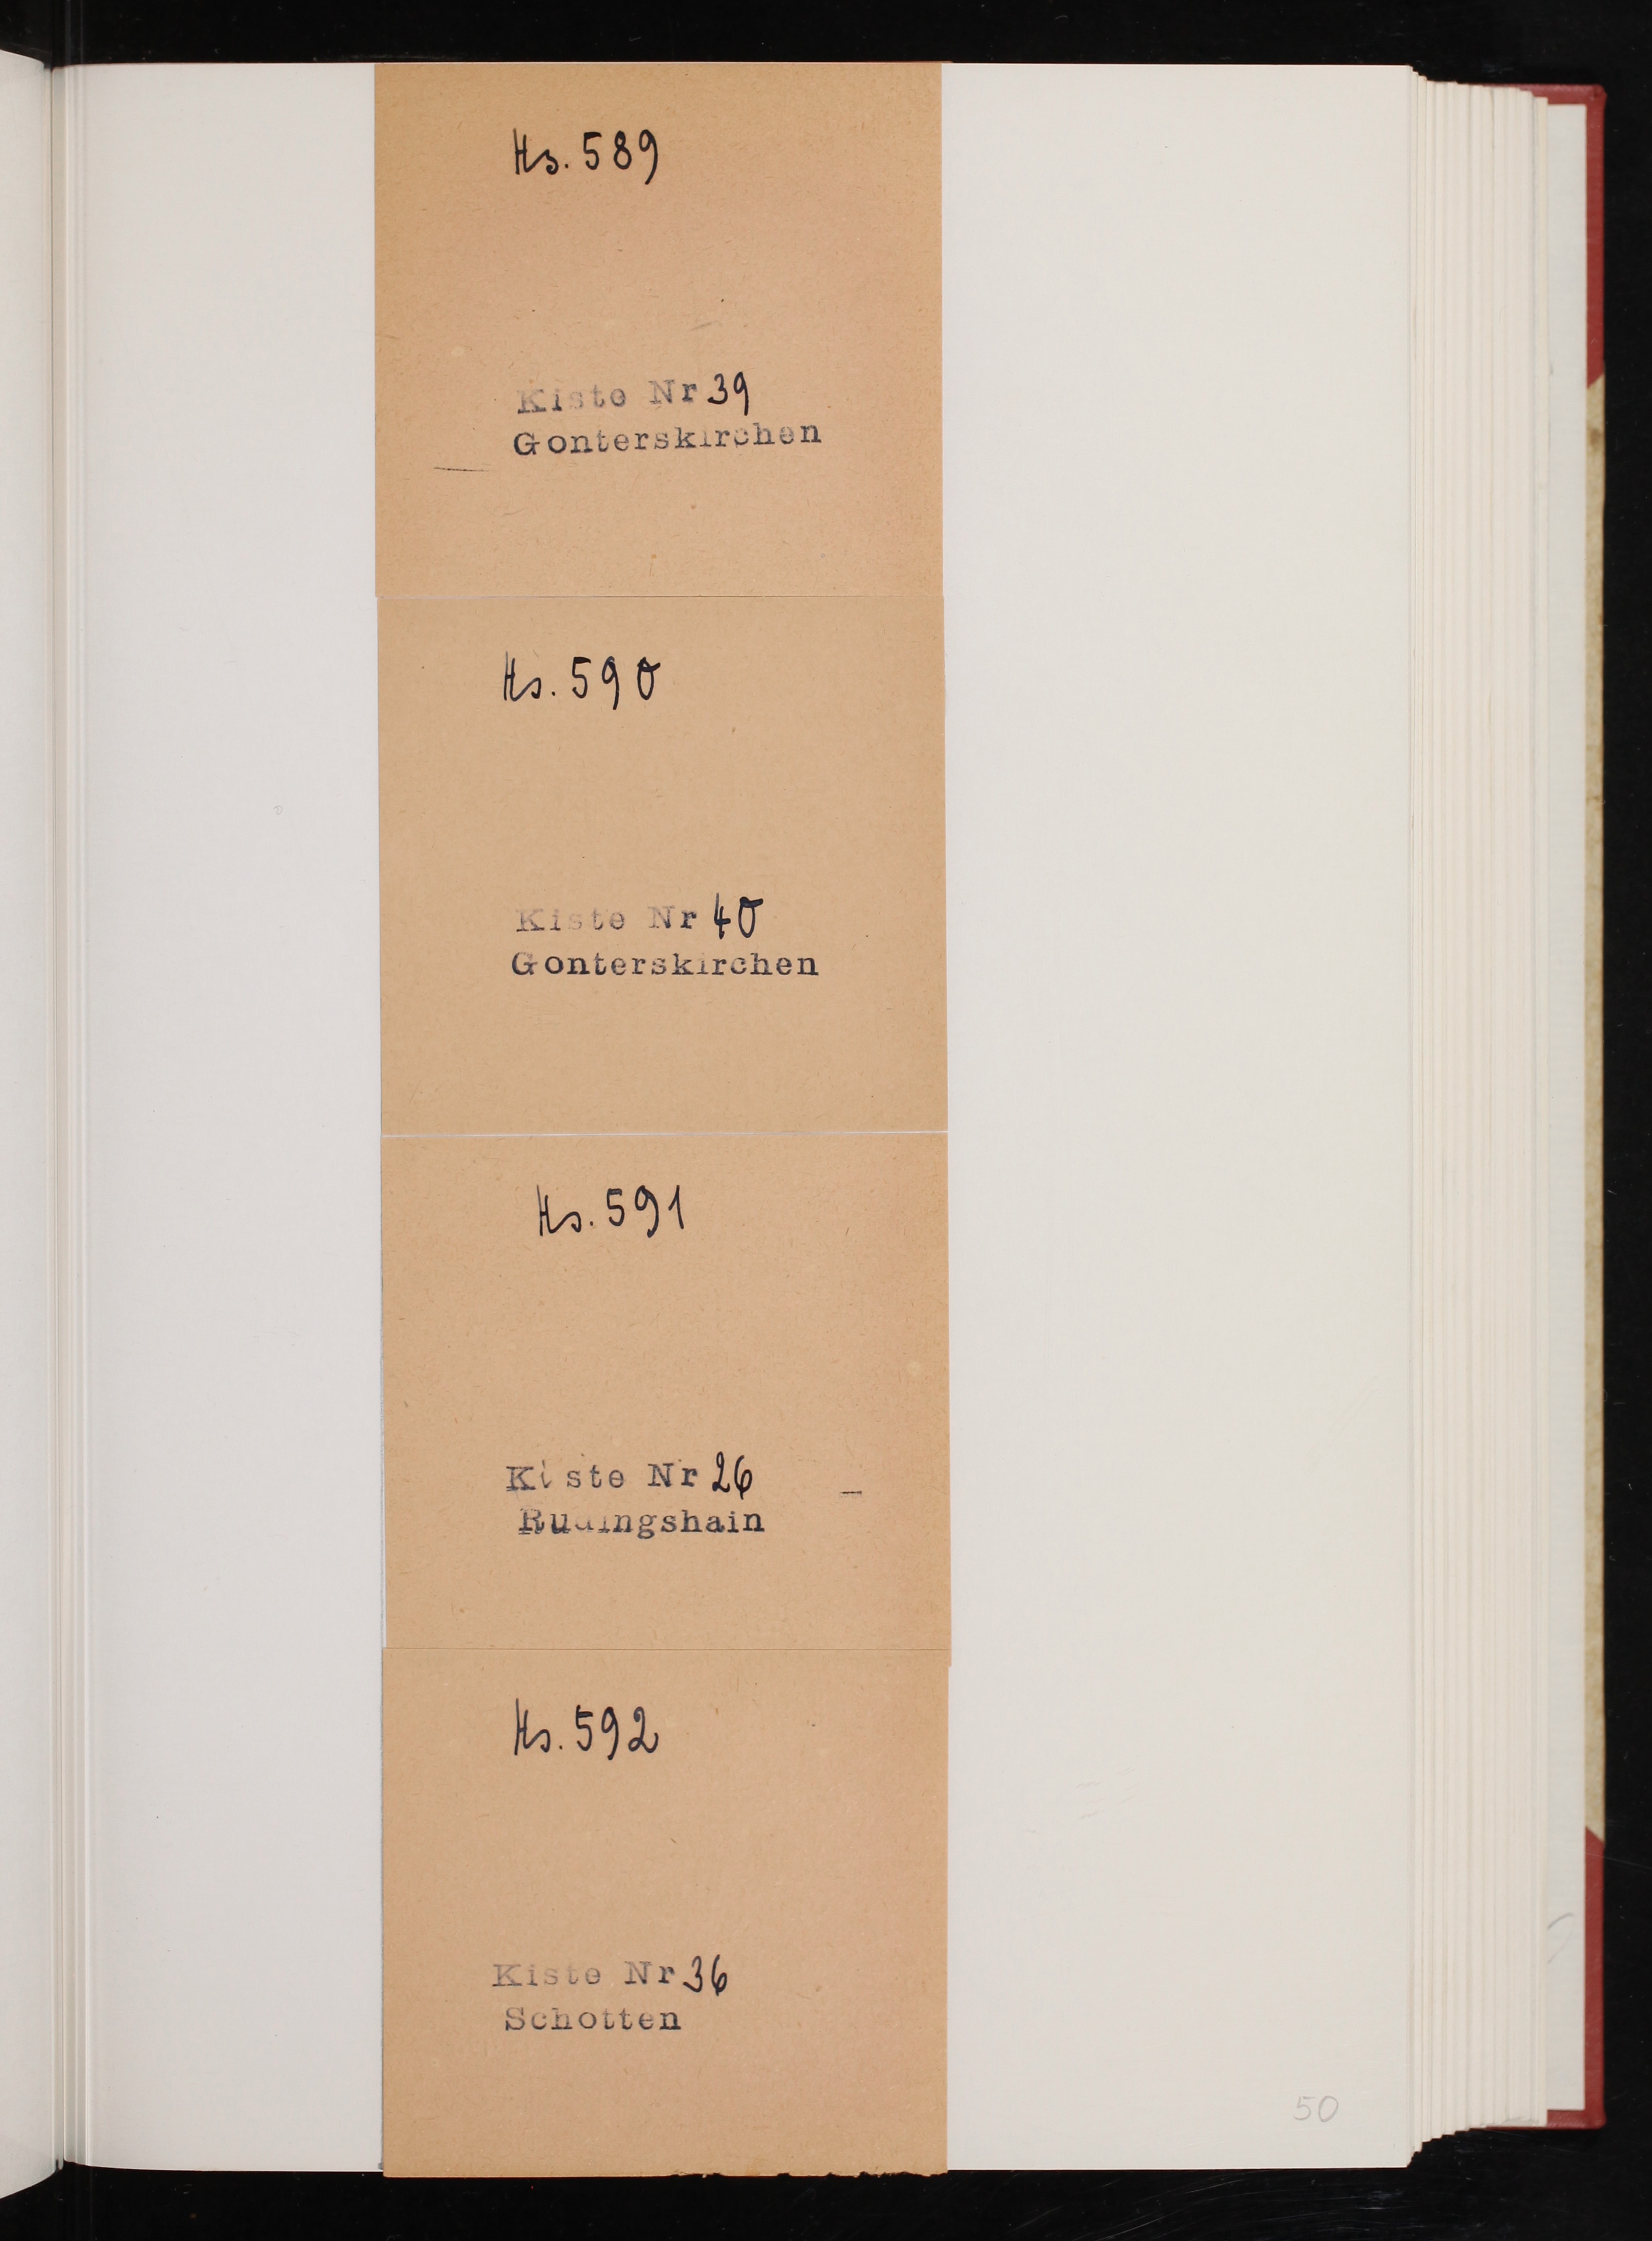 Hs. 589
Kiste Nr 39
Gonterskirchen
Hs. 590
Kiste Nr 40
Gonterskirchen
Hs. 591
Kiste Nr 26
Rudingshain
Hs. 592
Kiste Nr 36
Schotten
50